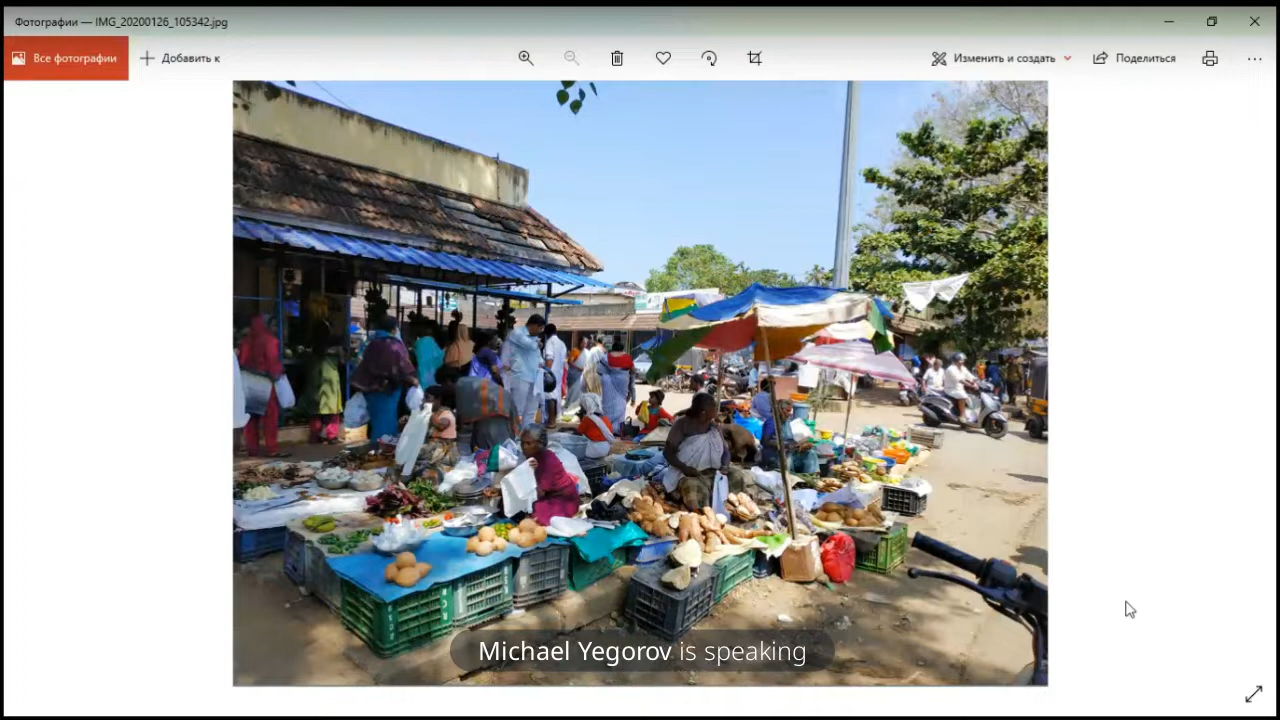 Фотографии — IMG_20200126_105342.jpg
Все фотографии
Добавить к
Изменить и создать
Поделиться
Michael Yegorov is speaking